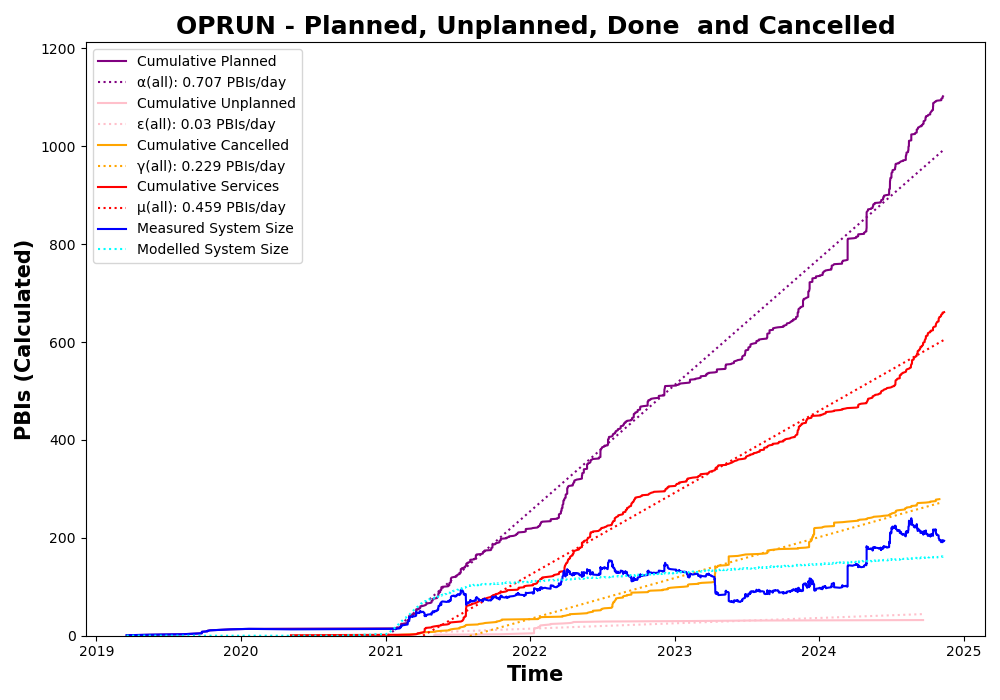 OPRUN - Planned, Unplanned, Done  and Cancelled
PBIs (Calculated)
1200
1000
800
600
400
200
0
Cumulative Planned
α(all): 0.707 PBIs/day
Cumulative Unplanned
ε(all): 0.03 PBIs/day
Cumulative Cancelled
γ(all): 0.229 PBIs/day
Cumulative Services
μ(all): 0.459 PBIs/day
Measured System Size
Modelled System Size
2019 2020 2021 2022 2023 2024 2025
Time